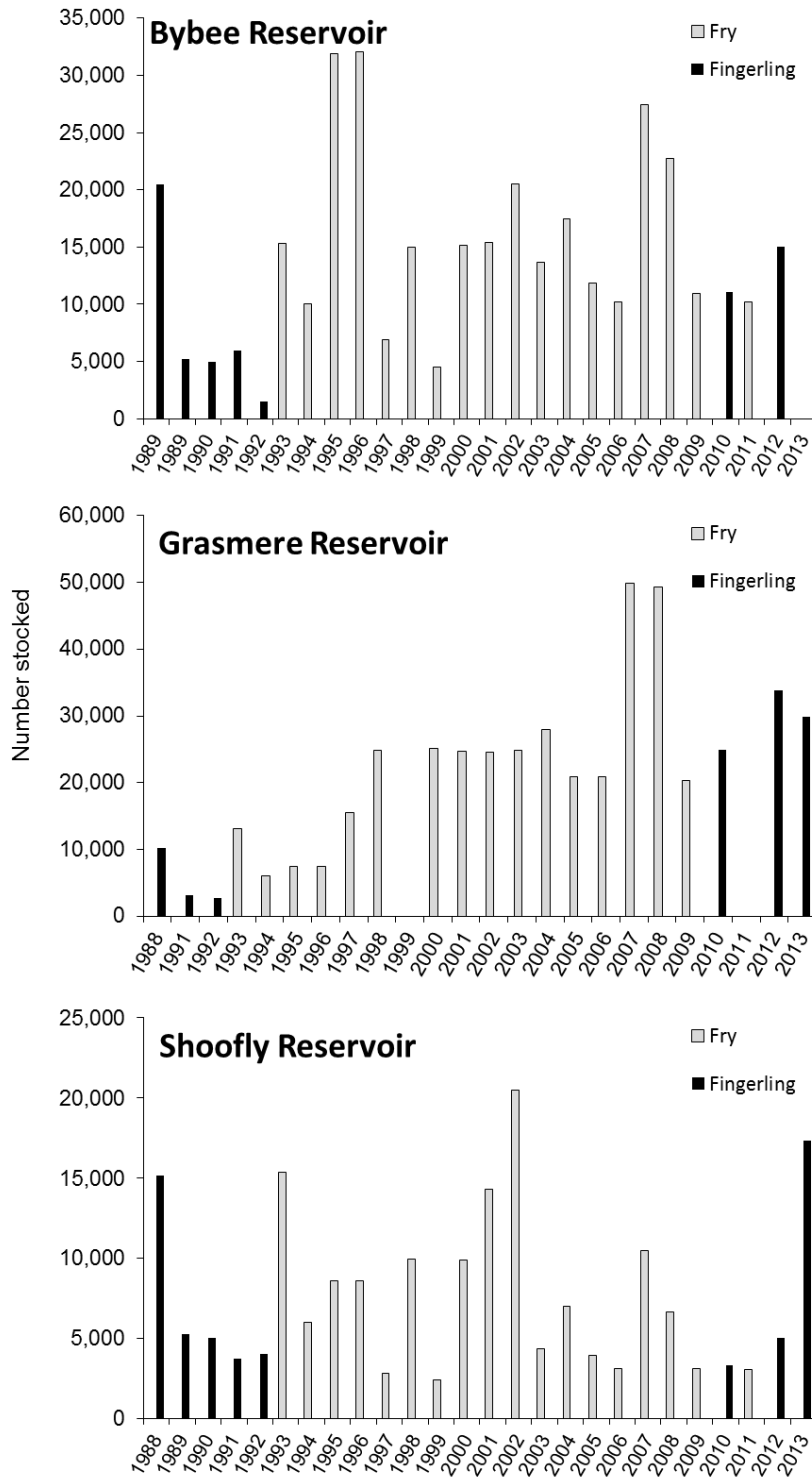 Number stocked
35,000
30,000
25,000
20,000
15,000
10,000
5,000
0
Bybee Reservoir
Fry
Fingerling
1989 1989 1990 1991 1992 1993 1994 1995 1996 1997 1998 1999 2000 2001 2002 2003 2004 2005 2006 2007 2008 2009 2010 2011 2012 2013
60,000
50,000
40,000
30,000
20,000
10,000
0
Grasmere Reservoir
Fry
Fingerling
1988 1991 1992 1993 1994 1995 1996 1997 1998 1999 2000 2001 2002 2003 2004 2005 2006 2007 2008 2009 2010 2011 2012 2013
25,000
20,000
15,000
10,000
5,000
0
Shoofly Reservoir
Fry
Fingerling
1988 1989 1990 1991 1992 1993 1994 1995 1996 1997 1998 1999 2000 2001 2002 2003 2004 2005 2006 2007 2008 2009 2010 2011 2012 2013